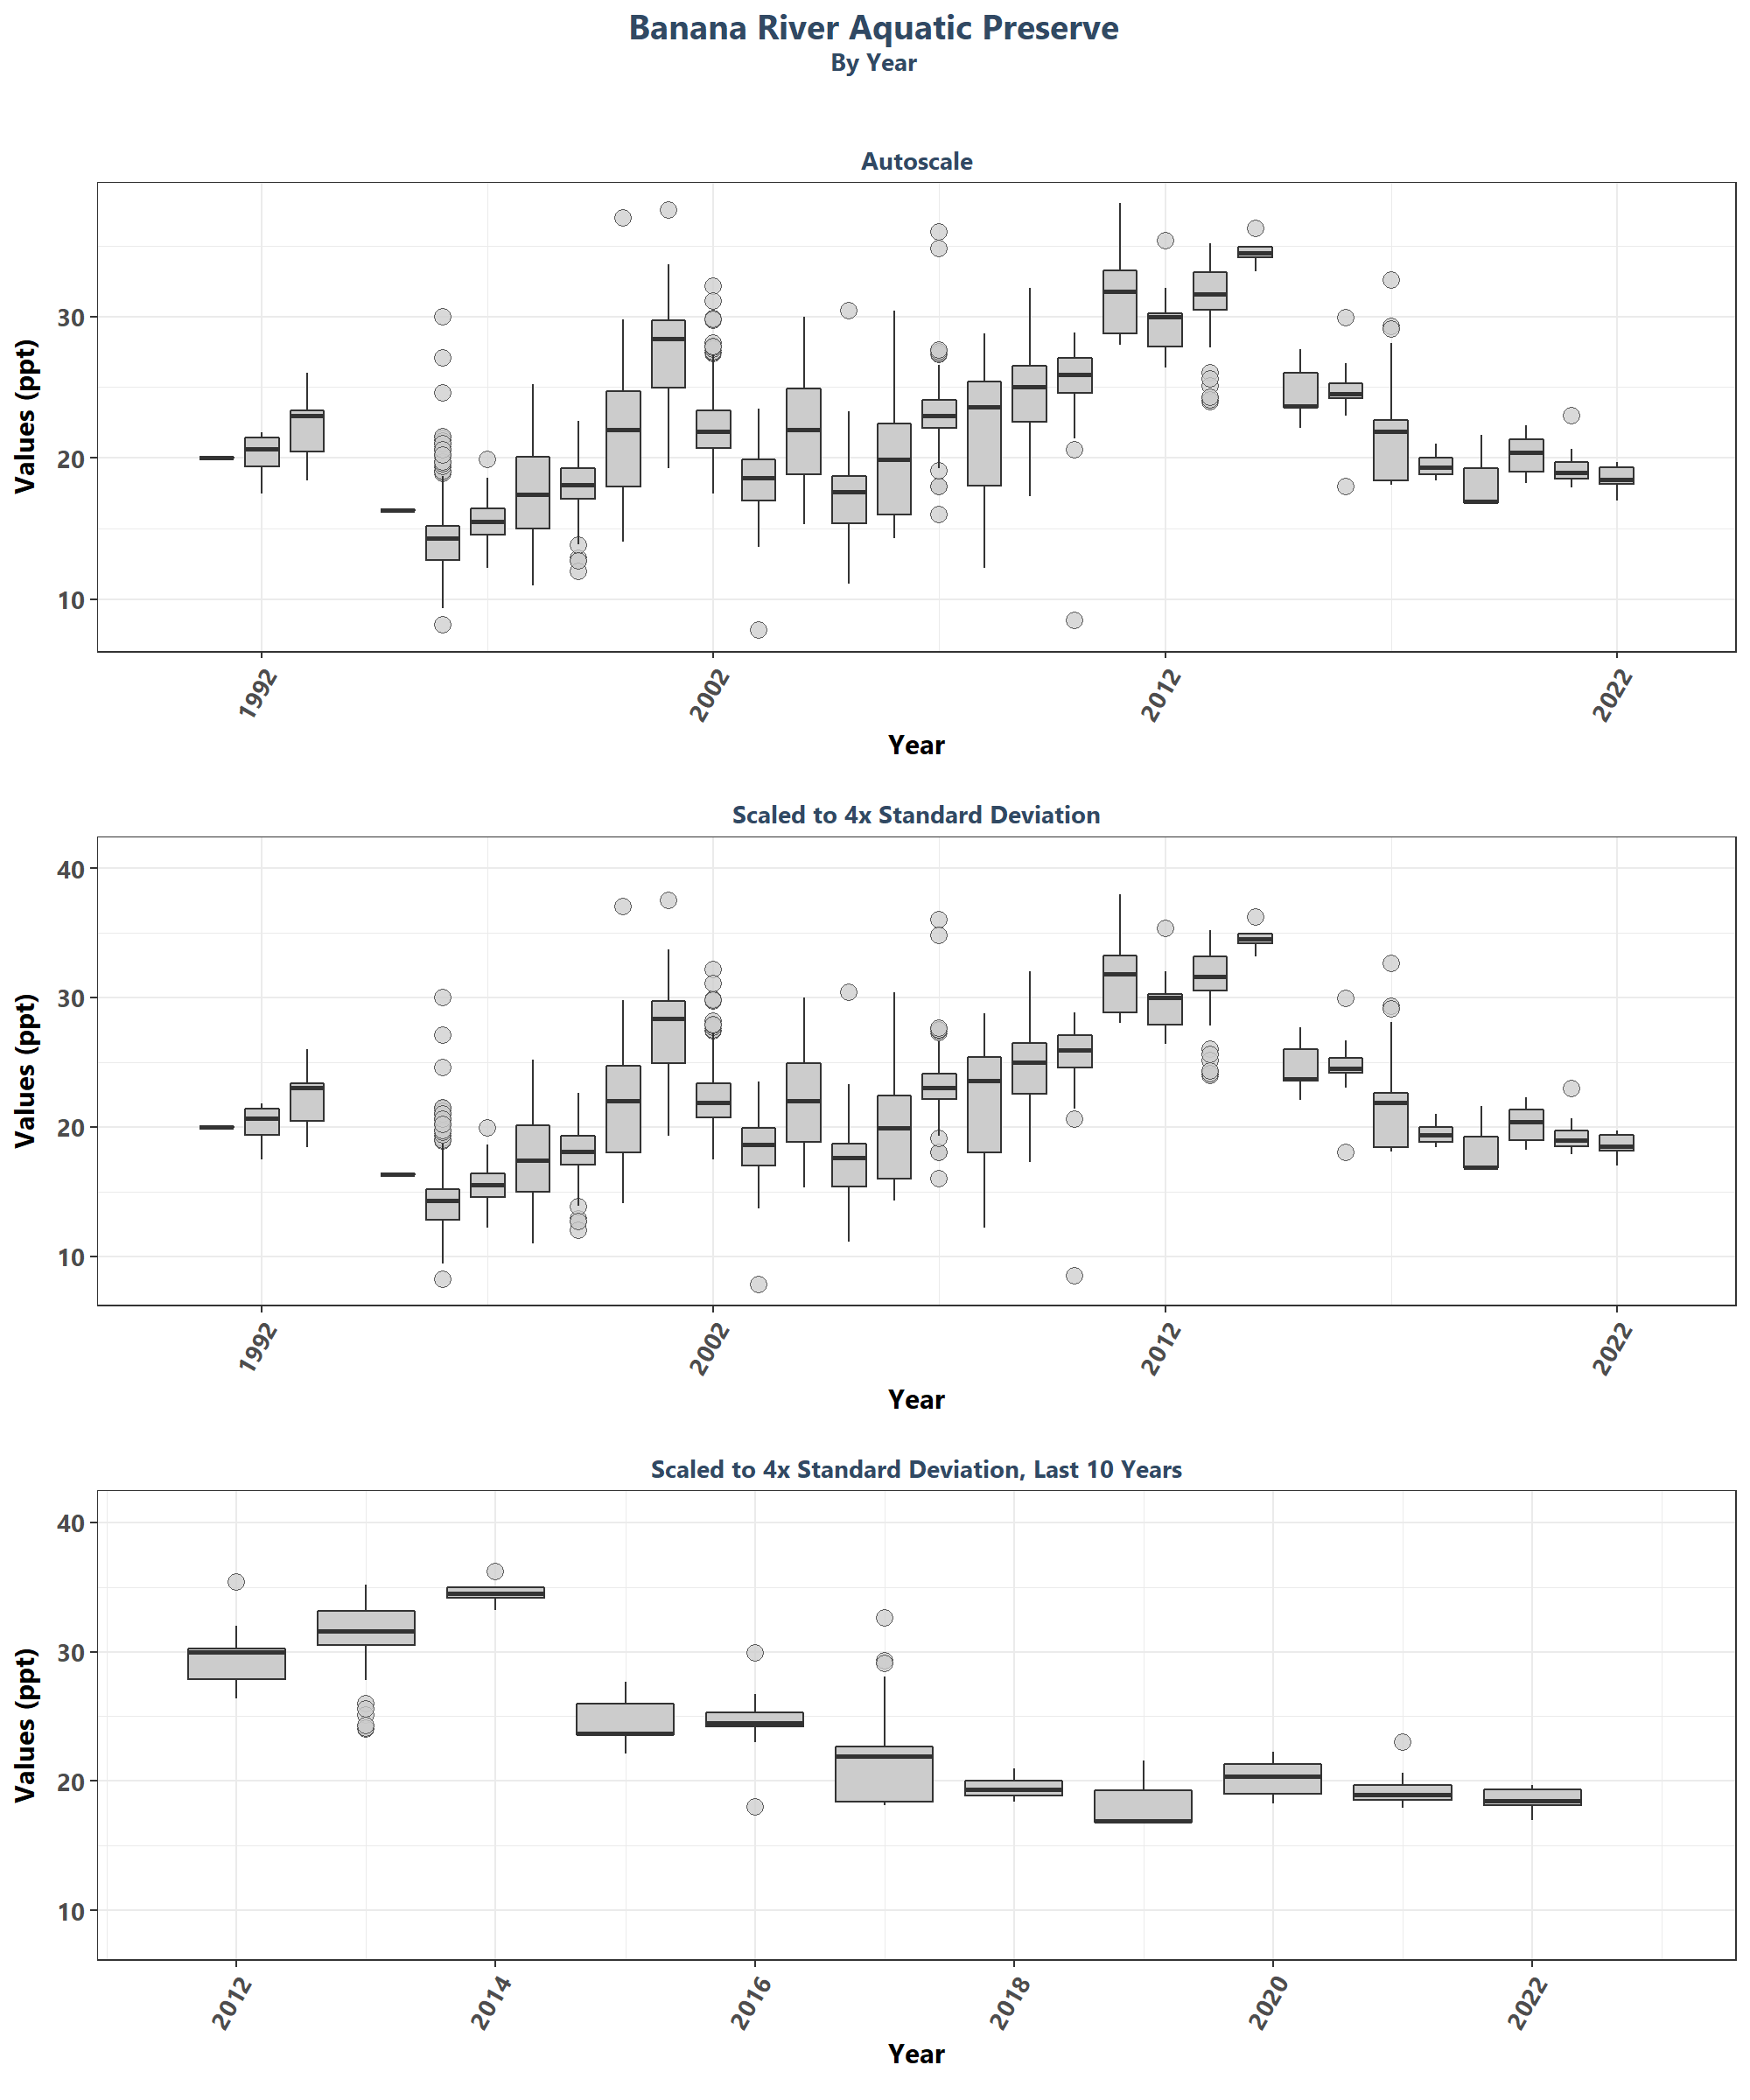 Banana River Aquatic Preserve
By Year
Autoscale
Values (ppt)
30
20
10
1992
2002
2012
2022
Year
Scaled to 4x Standard Deviation
Values (ppt)
40
30
20
10
1992
2002
2012
2022
Year
Scaled to 4x Standard Deviation, Last 10 Years
Values (ppt)
40
30
20
10
2012
2014
2016
2018
2020
2022
Year